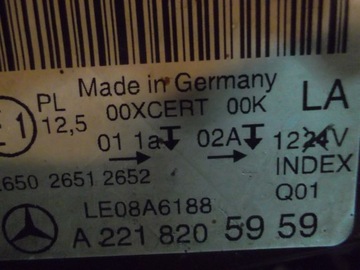 Made in Germany
E1 PL 00XCERT 00K LA
12,5 01 1a 02A 12 24V
2650 2651 2652 INDEX
LE08A6188 Q01
A 221 820 59 59